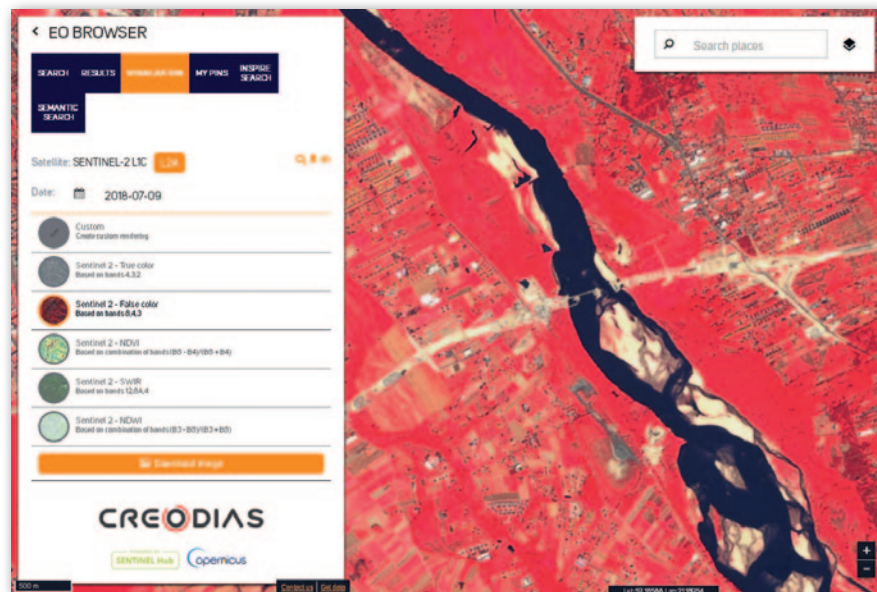 EO BROWSER
Search places
SEARCH RESULTS VISUALIZATION MY PINS INSPIRE SEARCH
SEMANTIC SEARCH
Satellite: SENTINEL-2 L1C L2A
Date: 2018-07-09
Custom
Create custom rendering
Sentinel 2 - True color
Based on bands 4,3,2
Sentinel 2 - False color
Based on bands 8,4,3
Sentinel 2 - NDVI
Based on combination of bands (B8 - B4)/(B8 + B4)
Sentinel 2 - SWIR
Based on bands 12,8A,4
Sentinel 2 - NDWI
Based on combination of bands (B3 - B8)/(B3 + B8)
Download image
CREODIAS
SENTINEL Hub
opernicus
500 m
Contact us Get data